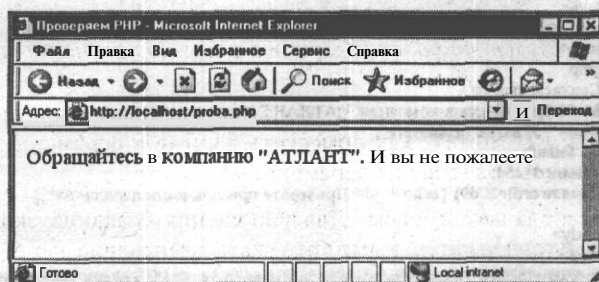 Проверяем PHP - Microsoft Internet Explorer
Файл Правка Вид Избранное Сервис Справка
Назад Поиск Избранное »
Адрес: http://localhost/proba.php И Переход
Обращайтесь в компанию "АТЛАНТ". И вы не пожалеете
Готово Local intranet